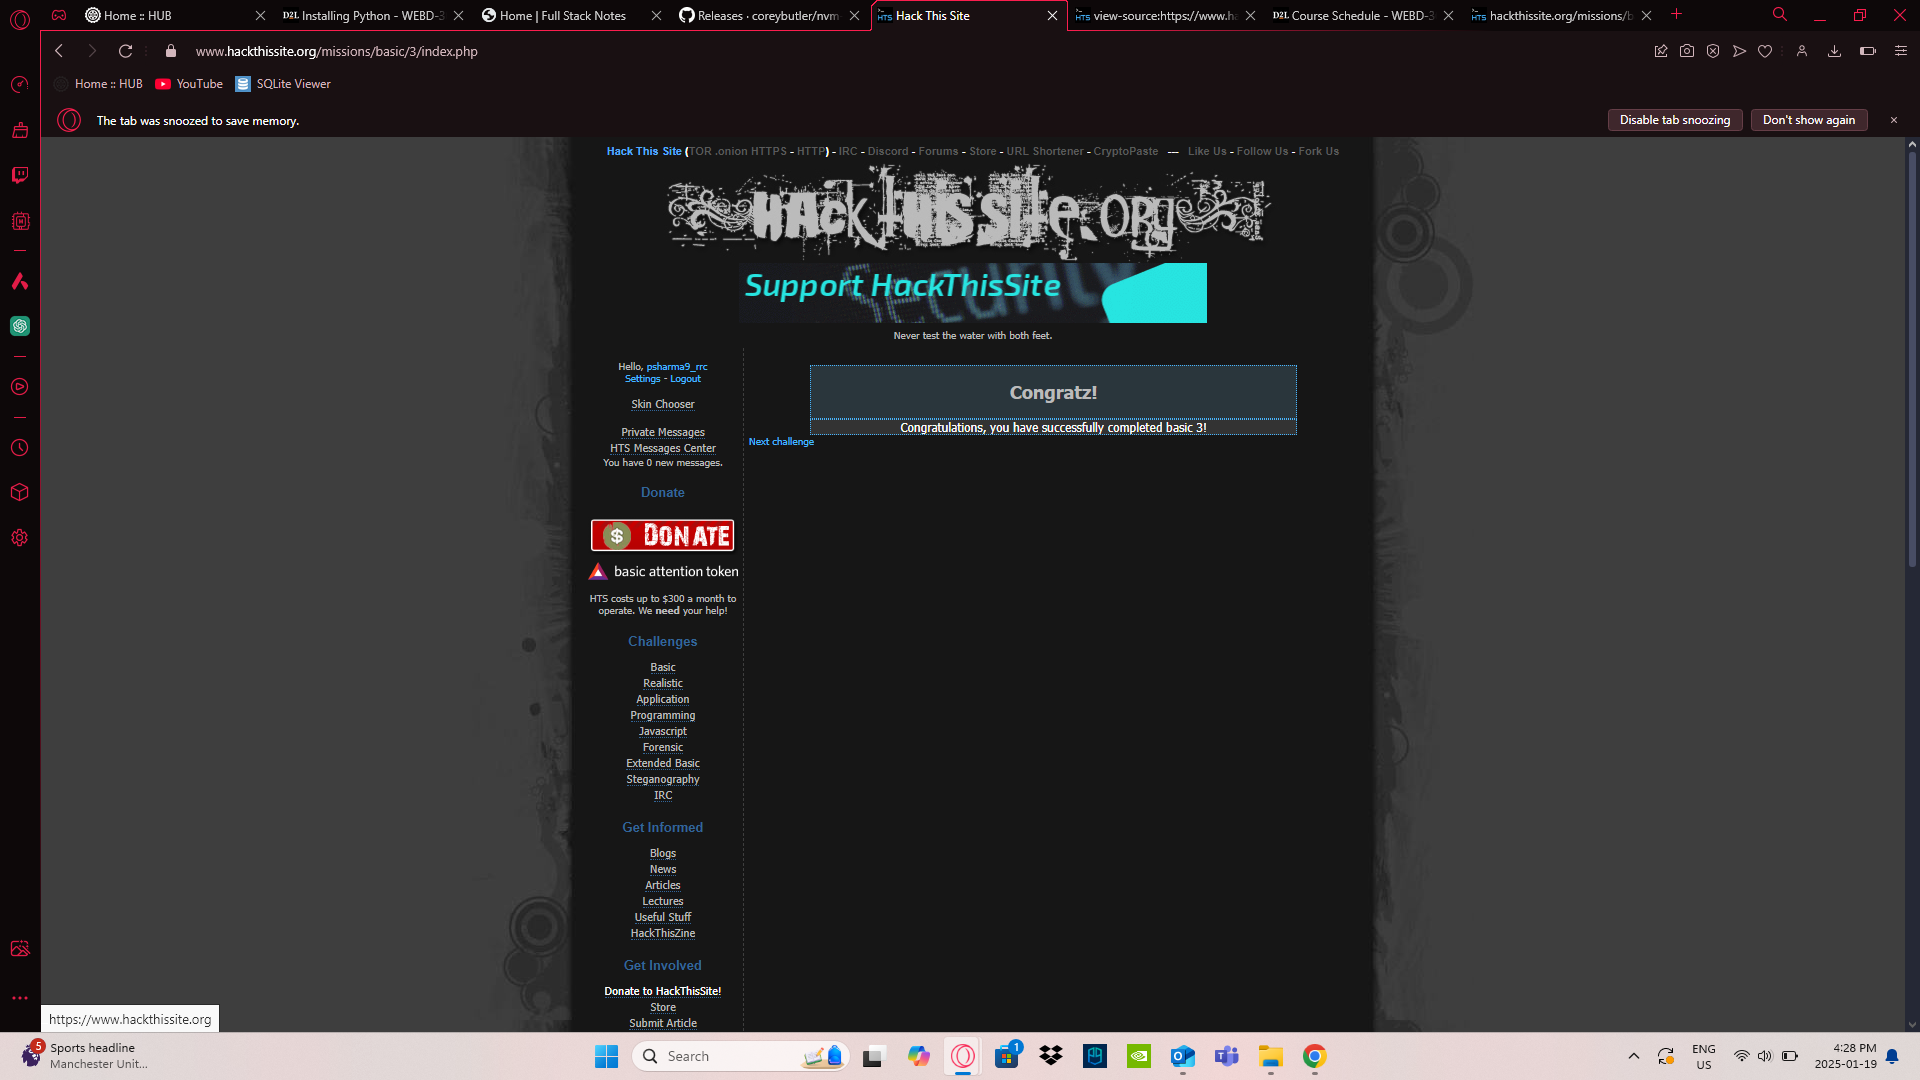 Home :: HUB
Installing Python - WEBD-3
Home | Full Stack Notes
Releases · coreybutler/nvm-
Hack This Site
view-source:https://www.ha
Course Schedule - WEBD-3
hackthissite.org/missions/b
www.hackthissite.org/missions/basic/3/index.php
Home :: HUB
YouTube
SQLite Viewer
The tab was snoozed to save memory.
Disable tab snoozing
Don't show again
Hack This Site (TOR .onion HTTPS - HTTP) - IRC - Discord - Forums - Store - URL Shortener - CryptoPaste — Like Us - Follow Us - Fork Us
HAck tHIS SITe.ORg
Support HackThisSite
Never test the water with both feet.
Hello, psharma9_rrc
Settings - Logout
Skin Chooser
Private Messages
HTS Messages Center
You have 0 new messages.
Donate
$ DONATE
basic attention token
HTS costs up to $300 a month to
operate. We need your help!
Challenges
Basic
Realistic
Application
Programming
Javascript
Forensic
Extended Basic
Steganography
IRC
Get Informed
Blogs
News
Articles
Lectures
Useful Stuff
HackThisZine
Get Involved
Donate to HackThisSite!
Store
Submit Article
Congratz!
Congratulations, you have successfully completed basic 3!
Next challenge
https://www.hackthissite.org
5
Sports headline
Manchester Unit...
Search
1
ENG
US
4:28 PM
2025-01-19